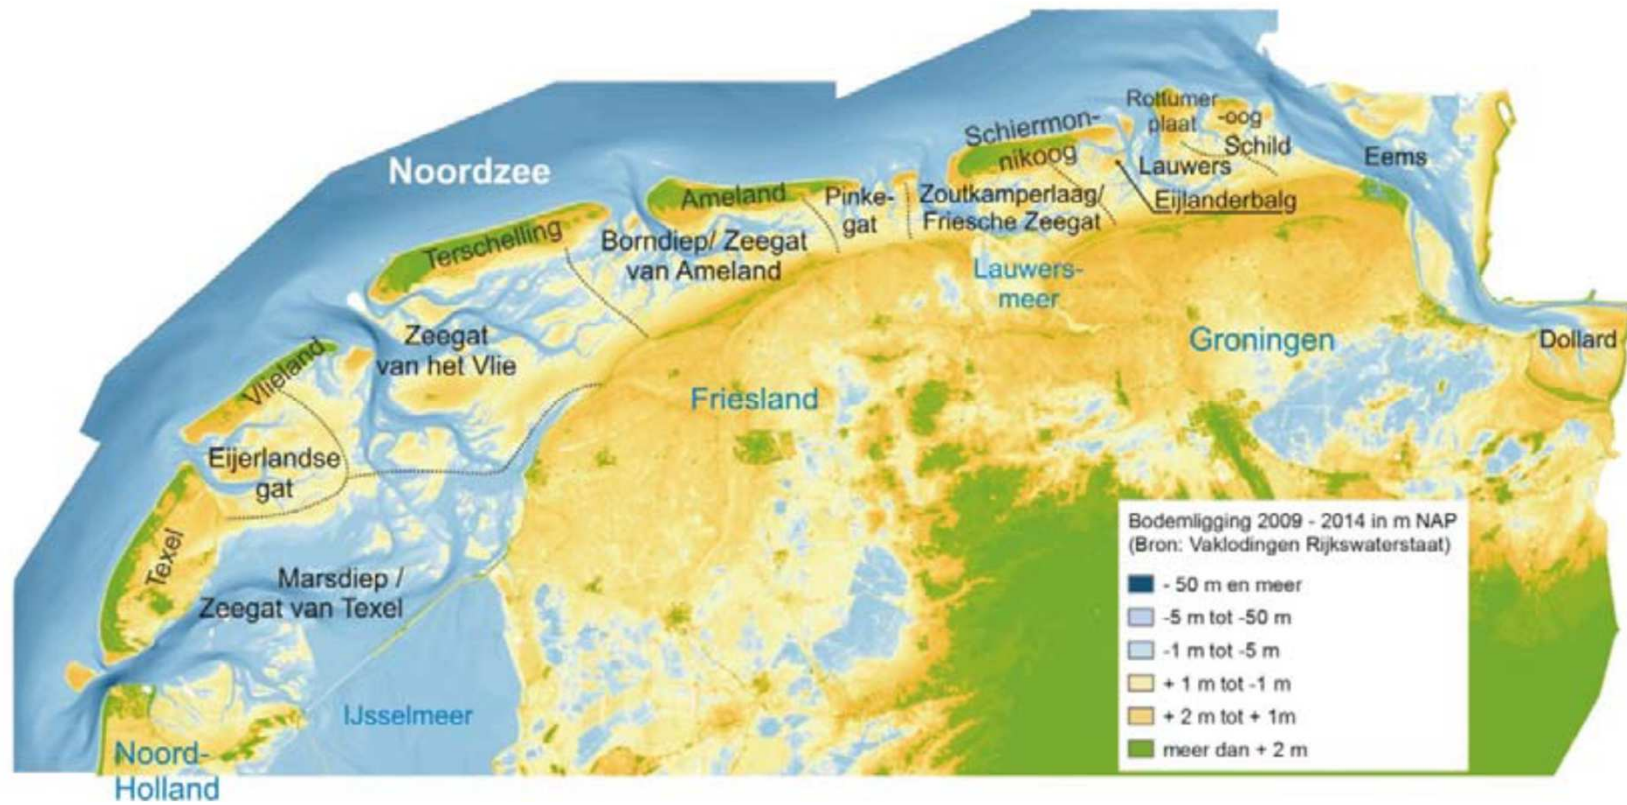 Noordzee
Rottumer
plaat
-oog
Schild
Schiermon-
nikoog
Lauwers
Eems
Eijlanderbalg
Zoutkamperlaag/
Friesche Zeegat
Pinke-
gat
Ameland
Borndiep/ Zeegat
van Ameland
Terschelling
Lauwers-
meer
Zeegat
van het Vlie
Groningen
Dollard
Vlieland
Friesland
Eijerlandse
gat
Texel
Marsdiep /
Zeegat van Texel
IJsselmeer
Noord-
Holland
Bodemligging 2009 - 2014 in m NAP
(Bron: Vaklodingen Rijkswaterstaat)
- 50 m en meer
-5 m tot -50 m
-1 m tot -5 m
+ 1 m tot -1 m
+ 2 m tot + 1m
meer dan + 2 m